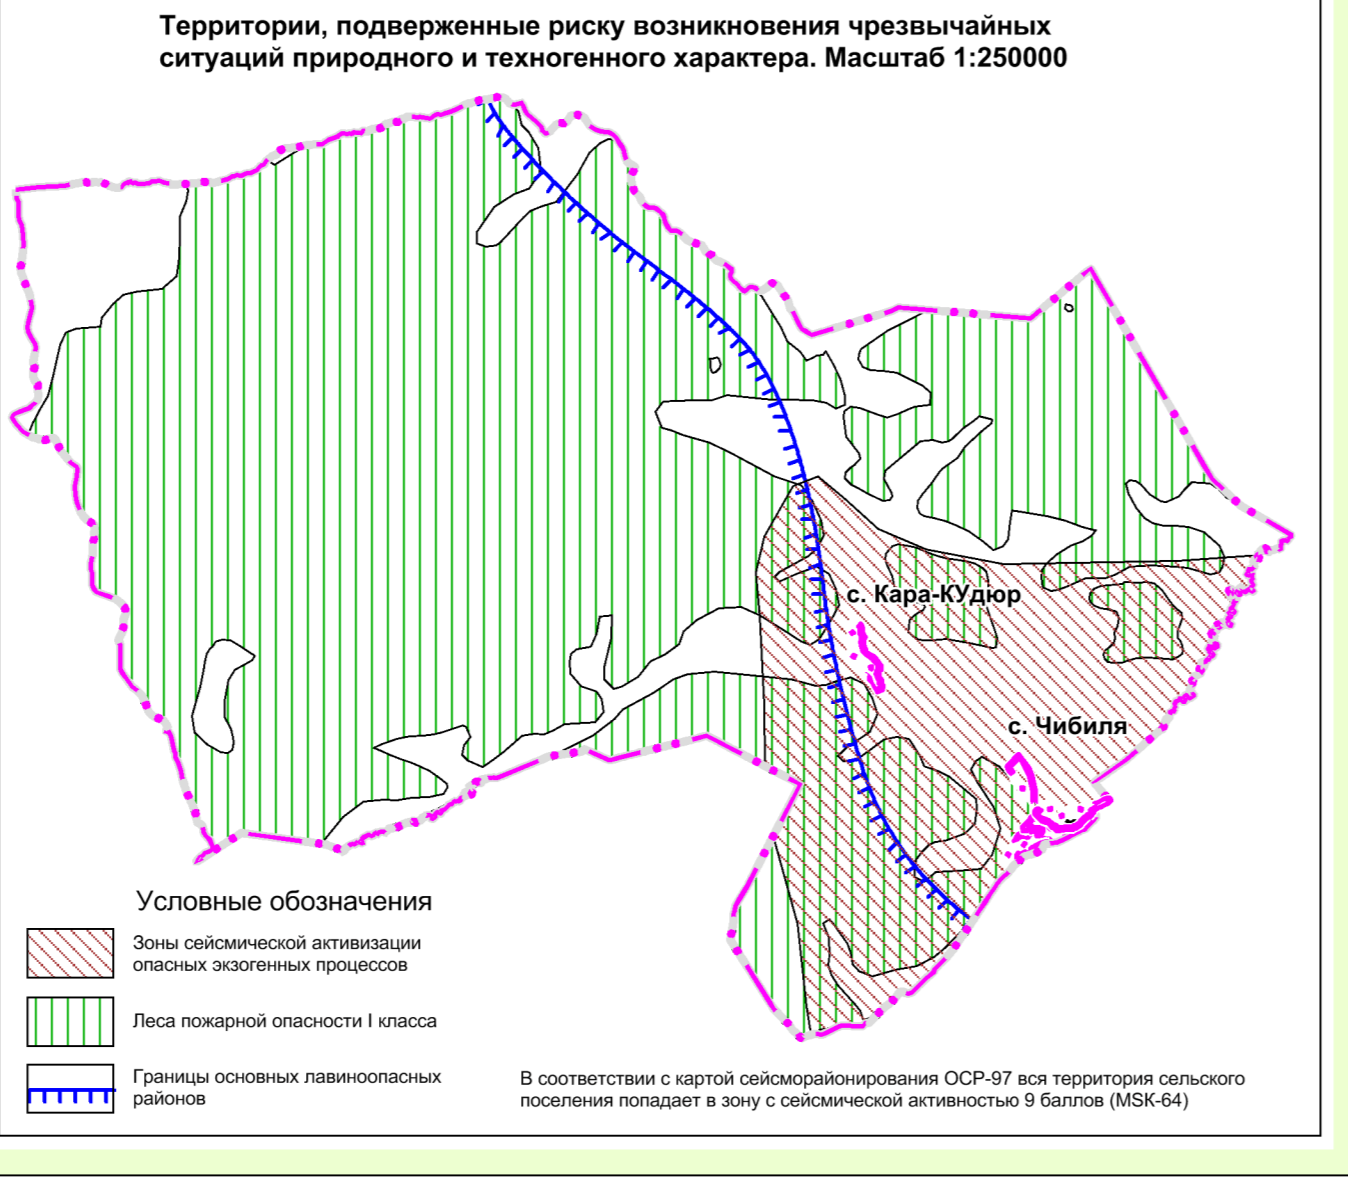 Территории, подверженные риску возникновения чрезвычайных
ситуаций природного и техногенного характера. Масштаб 1:250000
с. Кара-КУдюр
с. Чибиля
Условные обозначения
Зоны сейсмической активизации
опасных экзогенных процессов
Леса пожарной опасности I класса
Границы основных лавиноопасных
районов
В соответствии с картой сейсморайонирования ОСР-97 вся территория сельского
поселения попадает в зону с сейсмической активностью 9 баллов (MSK-64)